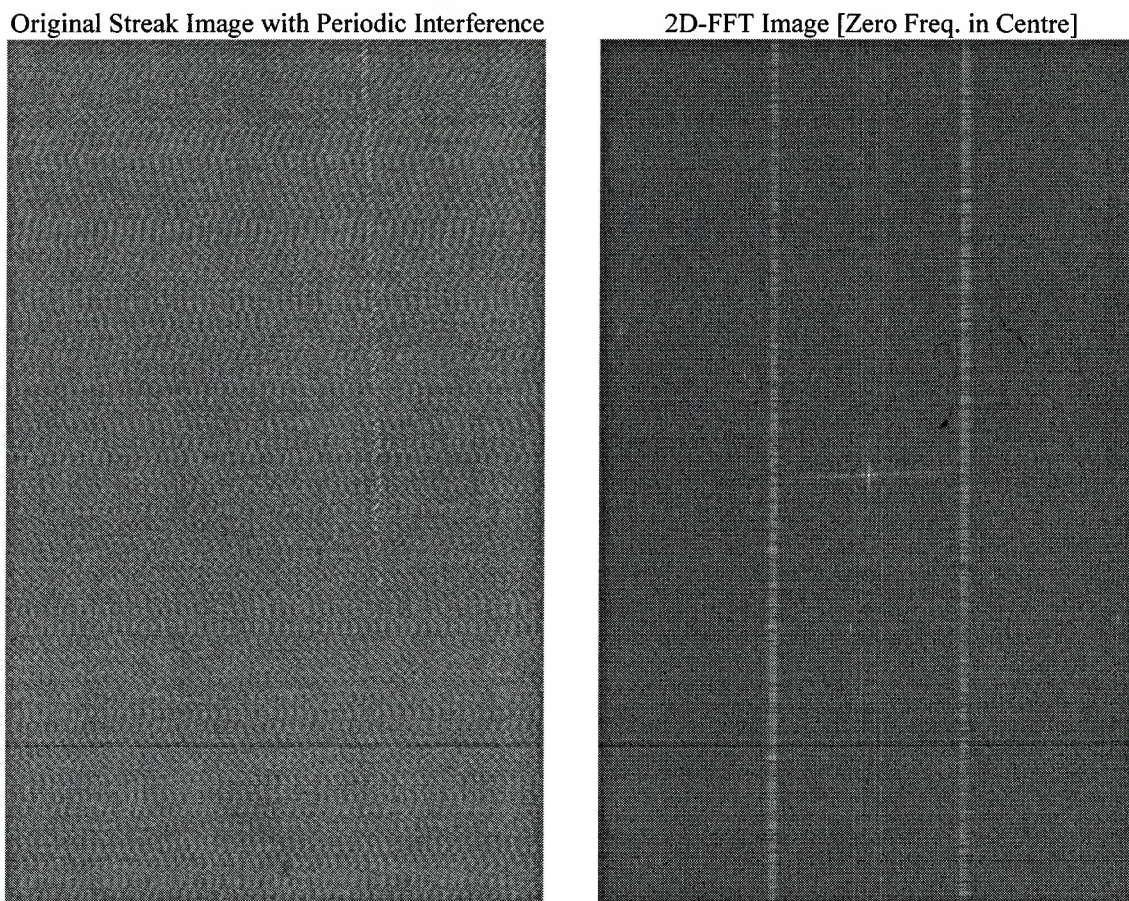 Original Streak Image with Periodic Interference
2D-FFT Image [Zero Freq. in Centre]